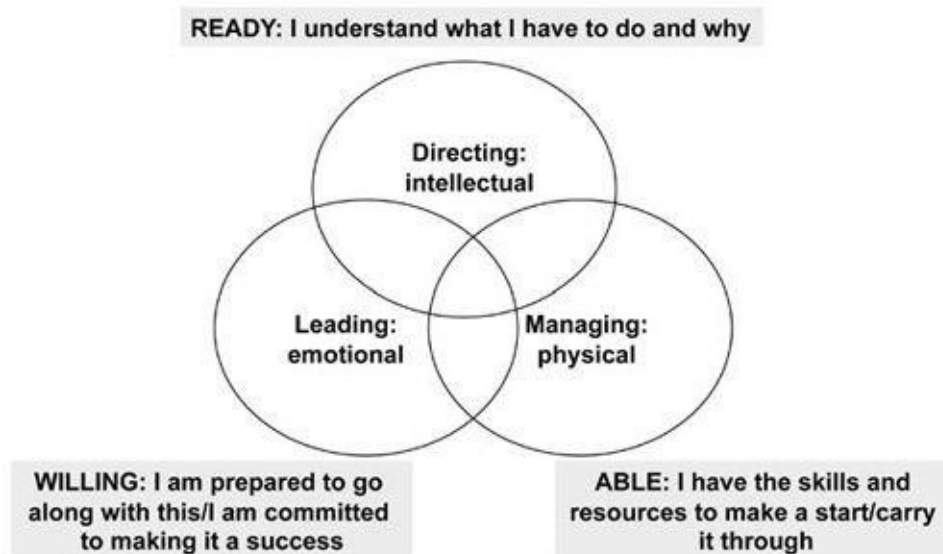 READY: I understand what I have to do and why
Directing:
intellectual
Leading:
emotional
Managing:
physical
WILLING: I am prepared to go
along with this/I am committed
to making it a success
ABLE: I have the skills and
resources to make a start/carry
it through